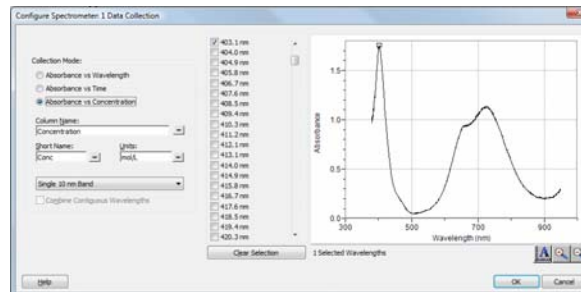 Configure Spectrometer: 1 Data Collection
Collection Mode:
Absorbance vs Wavelength
Absorbance vs Time
Absorbance vs Concentration
Column Name:
Concentration
Short Name:
Units:
Conc
mol/L
Single 10 nm Band
Combine Contiguous Wavelengths
403.1 nm
404.0 nm
404.9 nm
405.8 nm
406.7 nm
407.6 nm
408.5 nm
409.4 nm
410.3 nm
411.2 nm
412.1 nm
413.1 nm
414.0 nm
414.9 nm
415.8 nm
416.7 nm
417.6 nm
418.5 nm
419.4 nm
420.3 nm
Clear Selection
Absorbance
1.5
1.0
0.5
0.0
300
500
700
900
Wavelength (nm)
1 Selected Wavelengths
A
Help
OK
Cancel